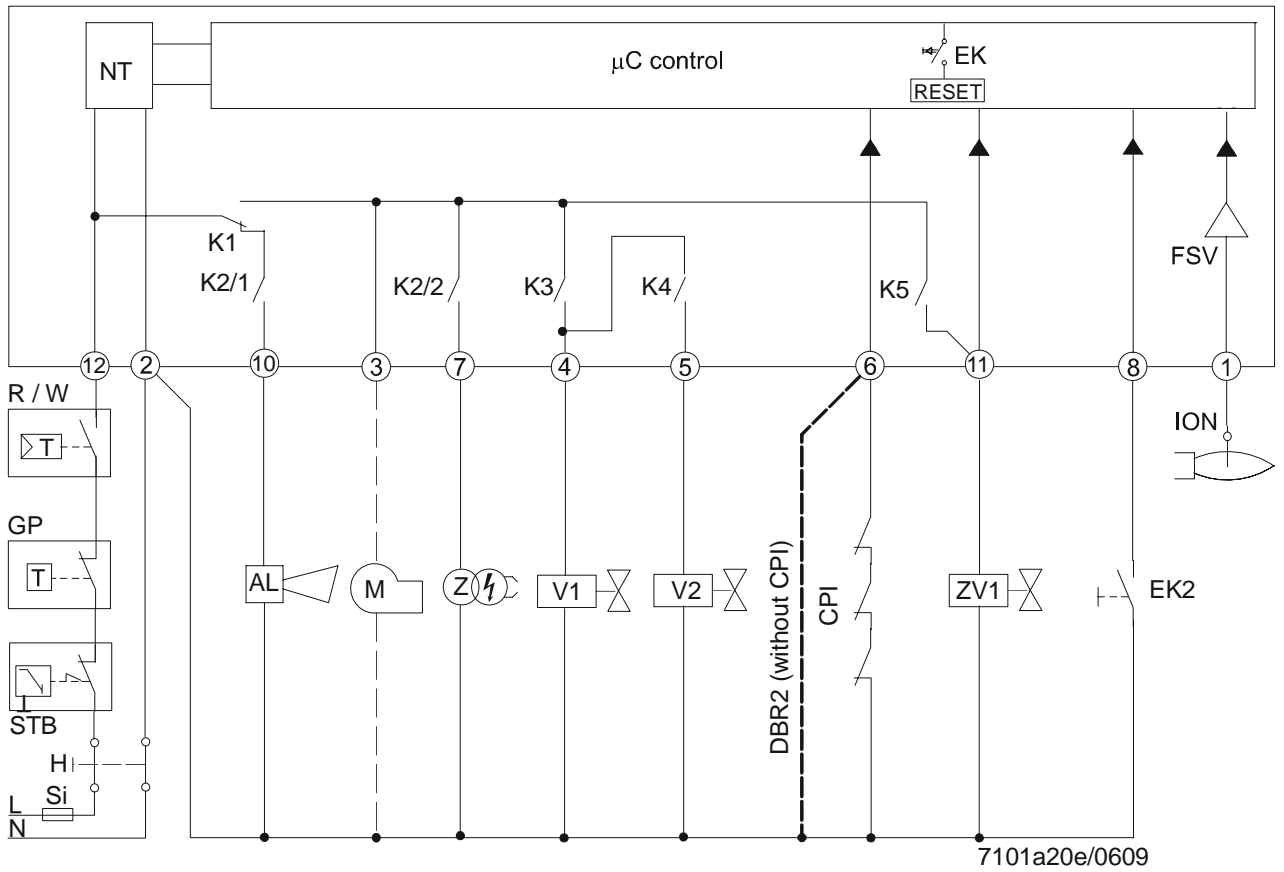 NT
μC control
EK
RESET
K1
FSV
K2/1
K2/2
K3
K4
K5
12
2
10
3
7
4
5
6
11
8
1
R / W
T
ION
GP
T
AL
M
Z
V1
V2
DBR2 (without CPI)
CPI
ZV1
EK2
STB
H
Si
L
N
7101a20e/0609